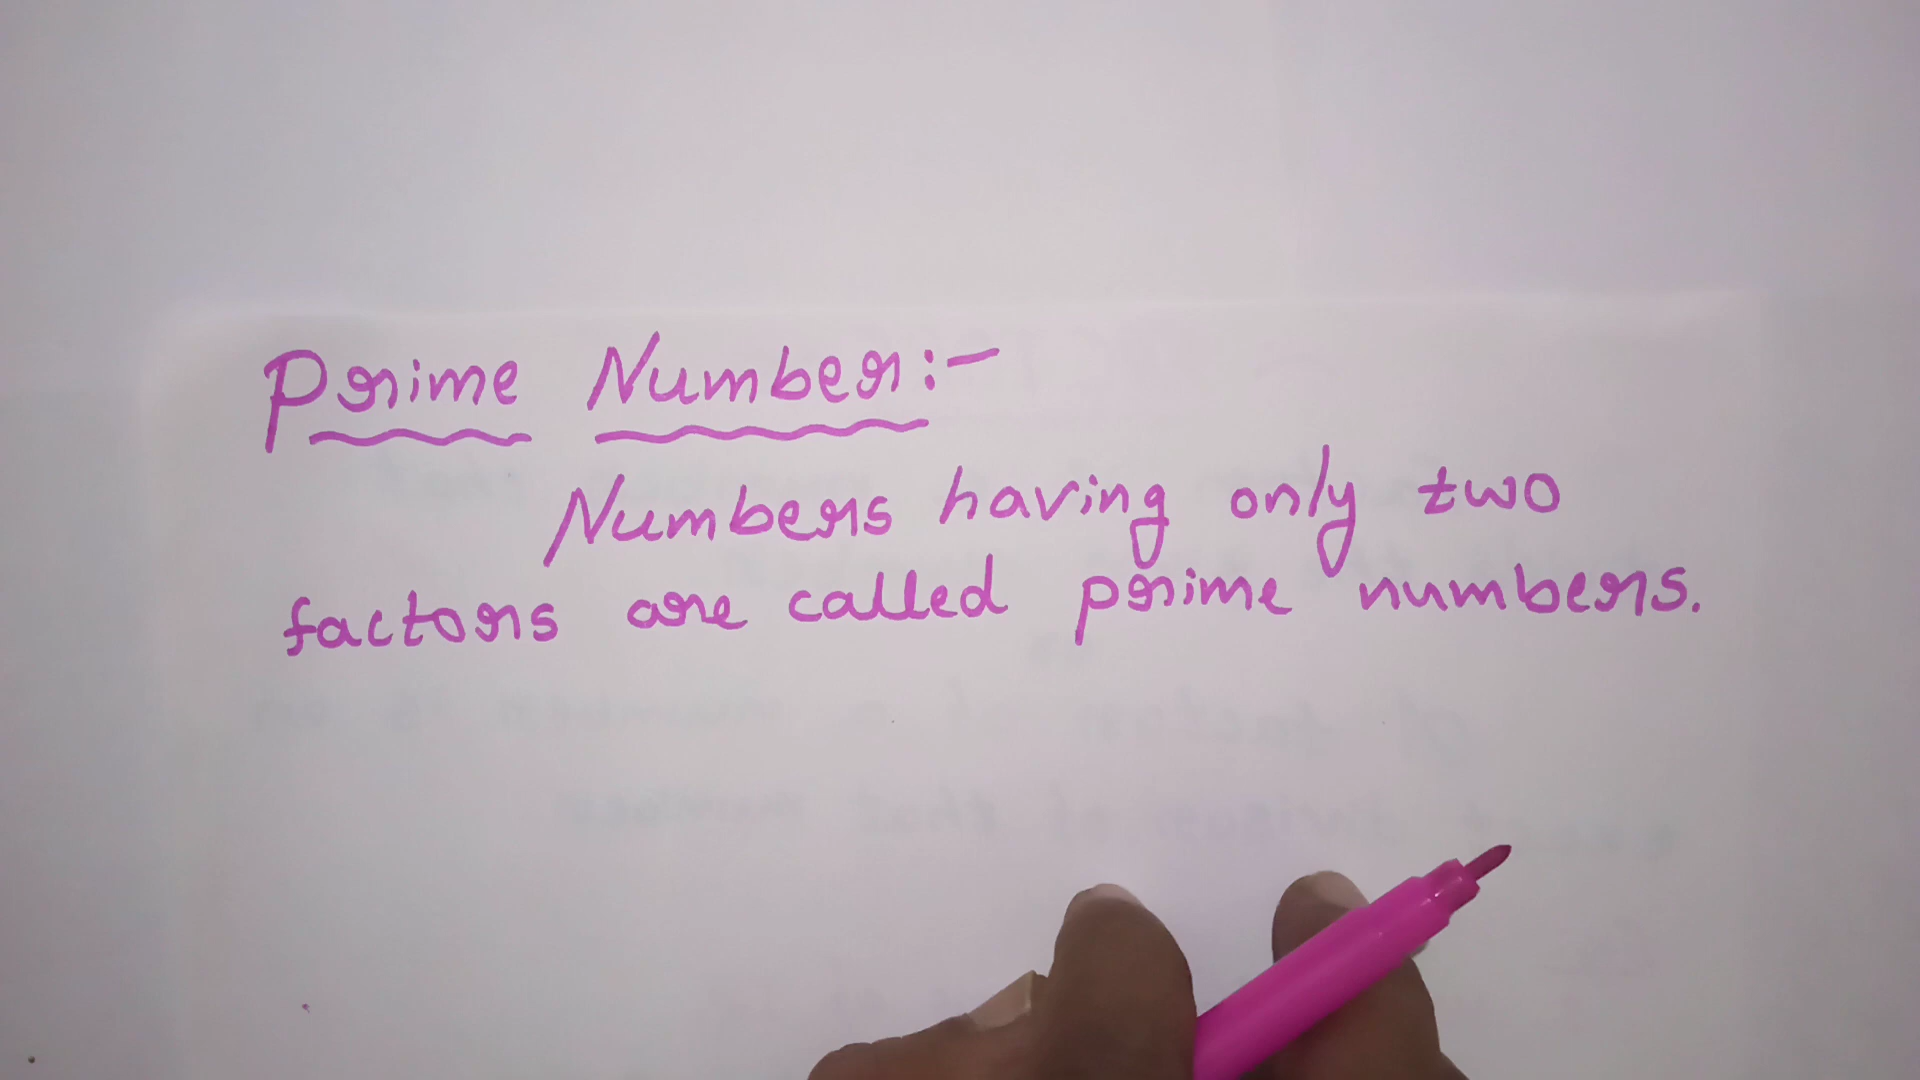 Prime Number:-
Numbers having only two
factors are called prime numbers.